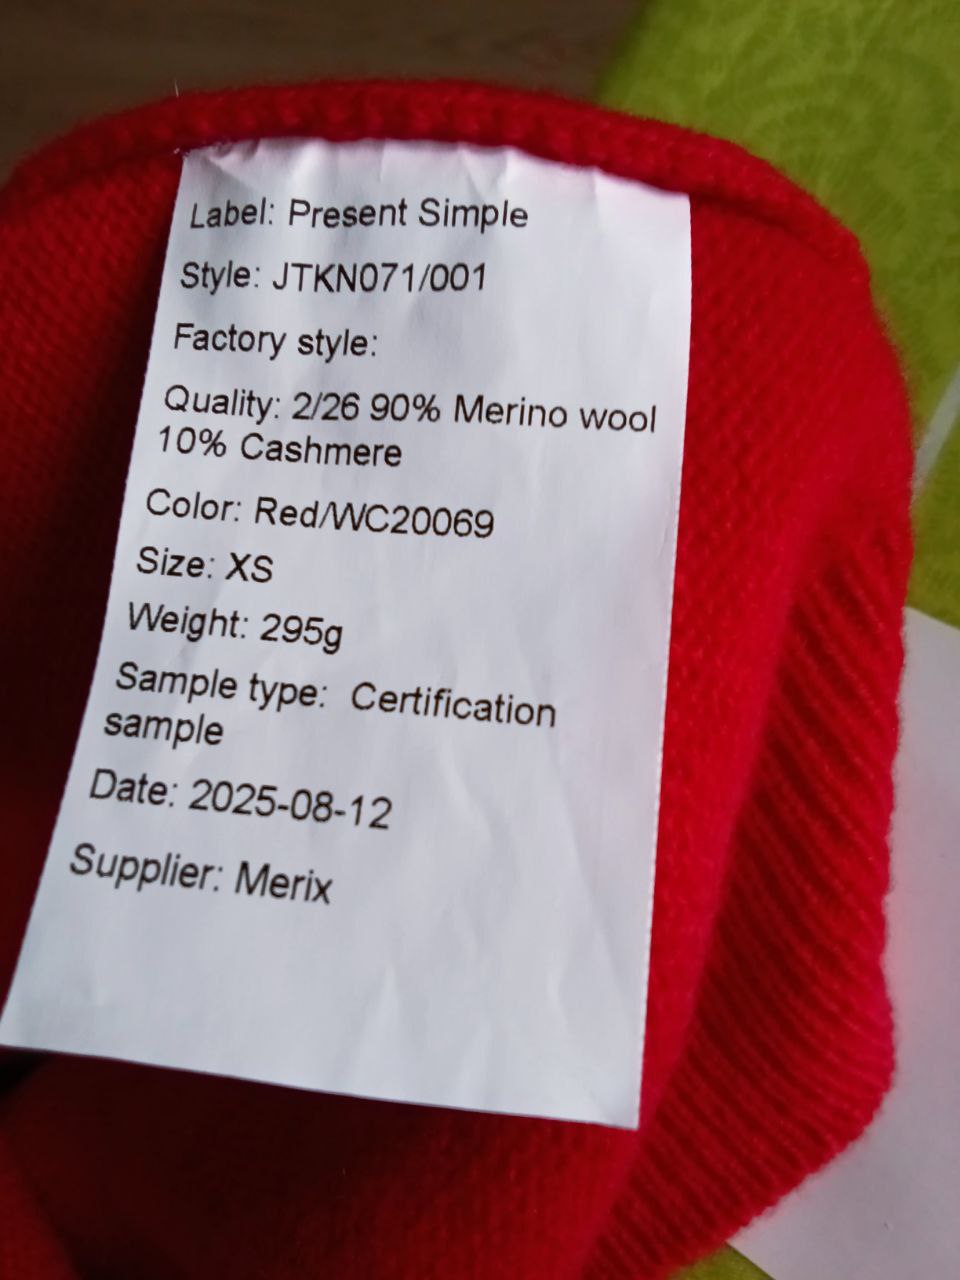 Label: Present Simple
Style: JTKN071/001
Factory style:
Quality: 2/26 90% Merino wool
10% Cashmere
Color: Red/WC20069
Size: XS
Weight: 295g
Sample type:  Certification
sample
Date: 2025-08-12
Supplier: Merix